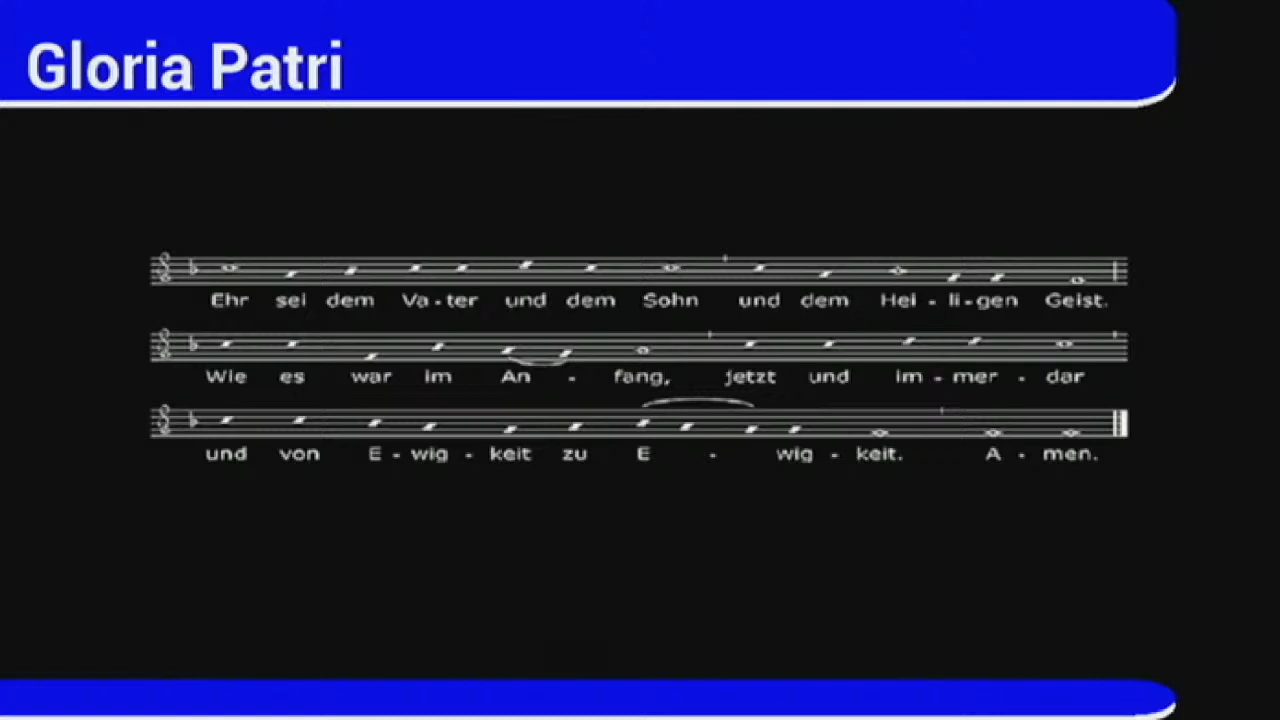 Gloria Patri
Ehr sei dem Va - ter und dem Sohn und dem Hei - li - gen Geist.
Wie es war im An - fang, jetzt und im - mer - dar
und von E - wig - keit zu E - wig - keit. A - men.